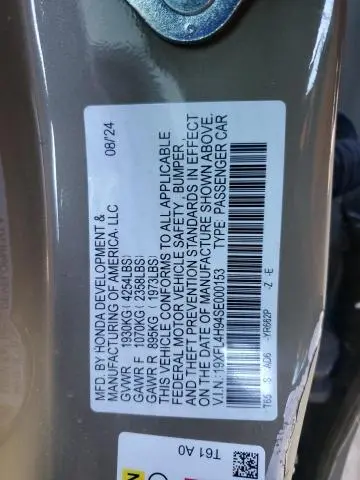 MFD. BY HONDA DEVELOPMENT & 08/24
MANUFACTURING OF AMERICA, LLC
GVWR 1930KG ( 4254LBS)
GAWR F 1070KG ( 2358LBS)
GAWR R 895KG ( 1973LBS)
THIS VEHICLE CONFORMS TO ALL APPLICABLE
FEDERAL MOTOR VEHICLE SAFETY, BUMPER,
AND THEFT PREVENTION STANDARDS IN EFFECT
ON THE DATE OF MANUFACTURE SHOWN ABOVE.
V.I.N.:19XFL4H94SE000153 TYPE: PASSENGER CAR
T65 S AC6 -YR662P -Z -E
T61 A0